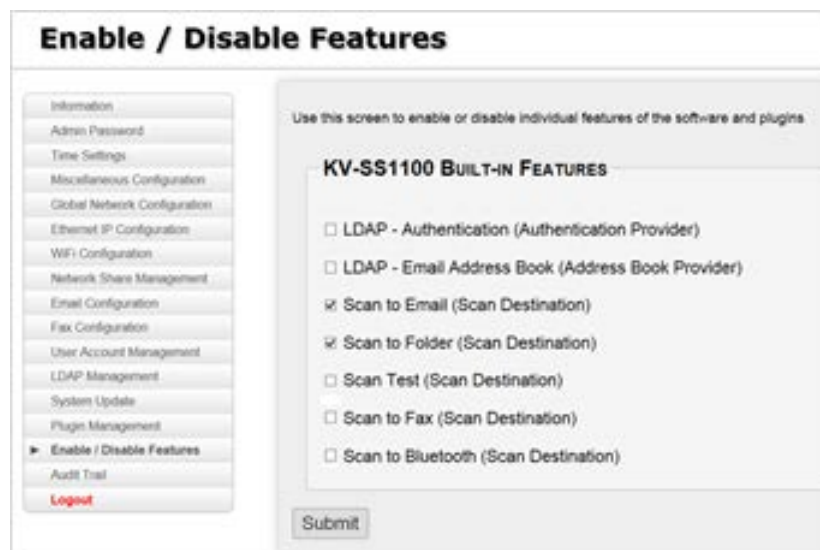 Enable / Disable Features
Information
Admin Password
Time Settings
Miscellaneous Configuration
Global Network Configuration
Ethernet IP Configuration
WiFi Configuration
Network Share Management
Email Configuration
Fax Configuration
User Account Management
LDAP Management
System Update
Plugin Management
Enable / Disable Features
Audit Trail
Logout
Use this screen to enable or disable individual features of the software and plugins
KV-SS1100 BUILT-IN FEATURES
LDAP - Authentication (Authentication Provider)
LDAP - Email Address Book (Address Book Provider)
Scan to Email (Scan Destination)
Scan to Folder (Scan Destination)
Scan Test (Scan Destination)
Scan to Fax (Scan Destination)
Scan to Bluetooth (Scan Destination)
Submit